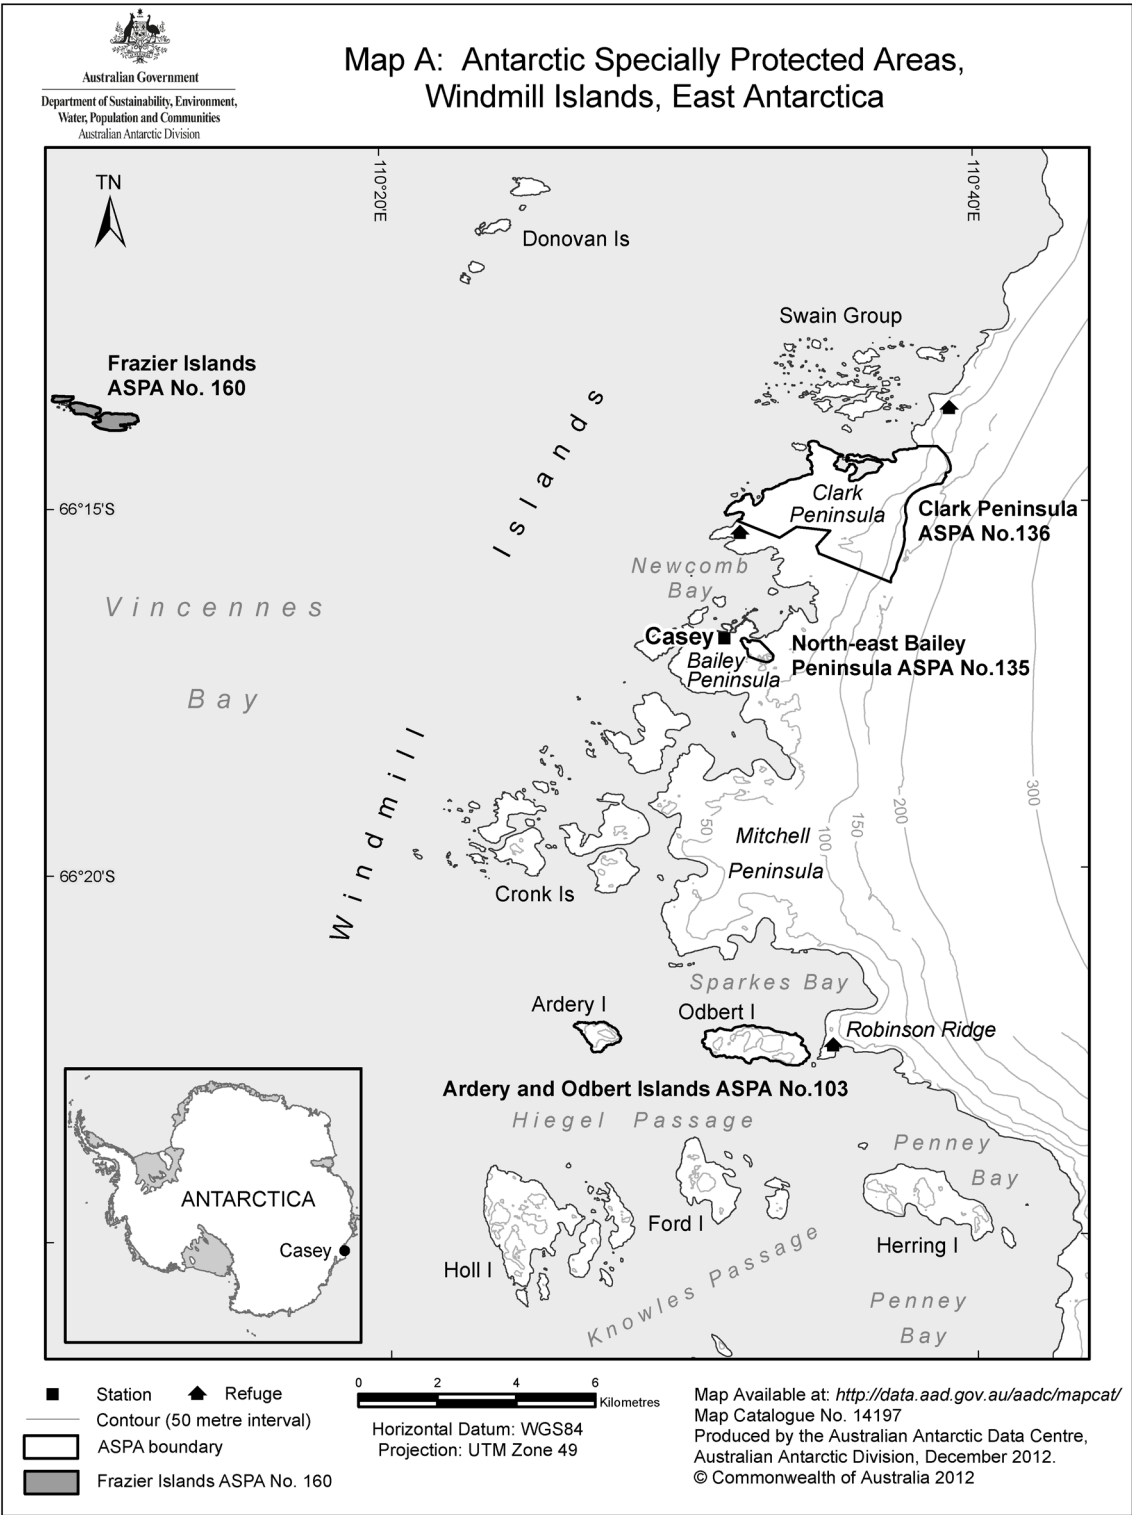 Australian Government
Department of Sustainability, Environment,
Water, Population and Communities
Australian Antarctic Division
Map A:  Antarctic Specially Protected Areas,
Windmill Islands, East Antarctica
110°20'E
110°40'E
TN
Donovan Is
Swain Group
Frazier Islands
ASPA No. 160
Islands
Clark
Peninsula
Clark Peninsula
ASPA No.136
66°15'S
Newcomb
Bay
Vincennes
Bay
Casey
Bailey
Peninsula
North-east Bailey
Peninsula ASPA No.135
Windmill
300
200
150
100
50
Mitchell
Peninsula
66°20'S
Cronk Is
Sparkes Bay
Ardery I
Odbert I
Robinson Ridge
Ardery and Odbert Islands ASPA No.103
Hiegel Passage
Penney
Bay
ANTARCTICA
Casey
Ford I
Herring I
Holl I
Knowles Passage
Penney
Bay
Station
Refuge
Contour (50 metre interval)
ASPA boundary
Frazier Islands ASPA No. 160
0 2 4 6
Kilometres
Horizontal Datum: WGS84
Projection: UTM Zone 49
Map Available at: http://data.aad.gov.au/aadc/mapcat/
Map Catalogue No. 14197
Produced by the Australian Antarctic Data Centre,
Australian Antarctic Division, December 2012.
© Commonwealth of Australia 2012